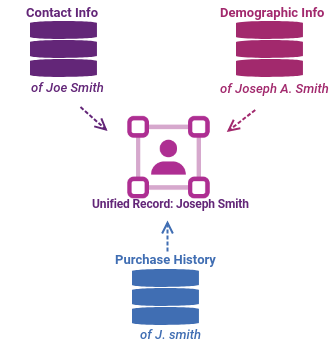 Contact Info
of Joe Smith
Demographic Info
of Joseph A. Smith
Unified Record: Joseph Smith
Purchase History
of J. smith